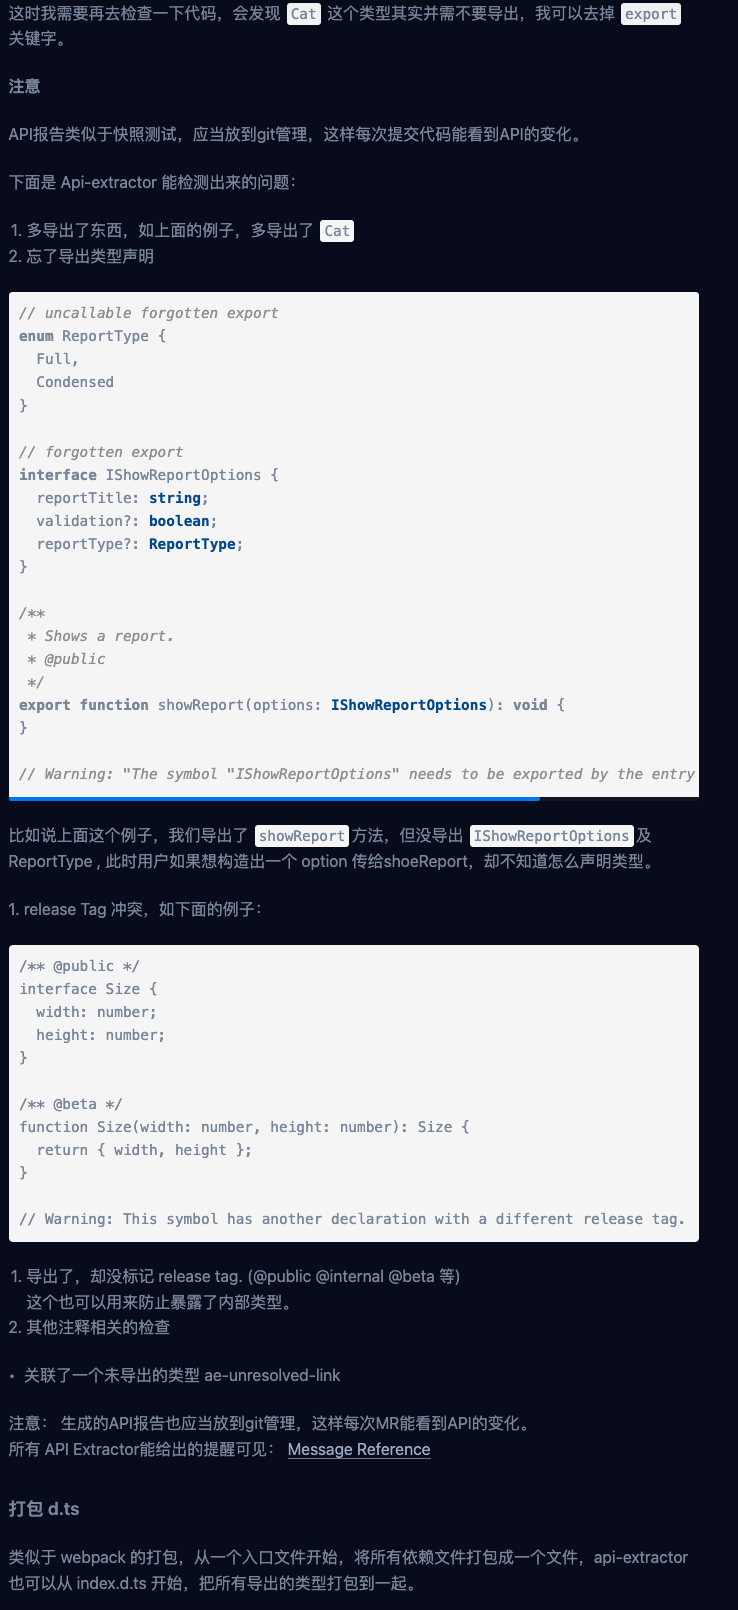 这时我需要再去检查一下代码，会发现 Cat 这个类型其实并需不要导出，我可以去掉 export
关键字。
注意
API报告类似于快照测试，应当放到git管理，这样每次提交代码能看到API的变化。
下面是 Api-extractor 能检测出来的问题：
1. 多导出了东西，如上面的例子，多导出了 Cat
2. 忘了导出类型声明
// uncallable forgotten export
enum ReportType {
  Full,
  Condensed
}
// forgotten export
interface IShowReportOptions {
  reportTitle: string;
  validation?: boolean;
  reportType?: ReportType;
}
/**
 * Shows a report.
 * @public
 */
export function showReport(options: IShowReportOptions): void {
}
// Warning: "The symbol "IShowReportOptions" needs to be exported by the entry
比如说上面这个例子，我们导出了 showReport 方法，但没导出 IShowReportOptions 及
ReportType , 此时用户如果想构造出一个 option 传给shoeReport，却不知道怎么声明类型。
1. release Tag 冲突，如下面的例子：
/** @public */
interface Size {
  width: number;
  height: number;
}
/** @beta */
function Size(width: number, height: number): Size {
  return { width, height };
}
// Warning: This symbol has another declaration with a different release tag.
1. 导出了，却没标记 release tag. (@public @internal @beta 等)
这个也可以用来防止暴露了内部类型。
2. 其他注释相关的检查
• 关联了一个未导出的类型 ae-unresolved-link
注意： 生成的API报告也应当放到git管理，这样每次MR能看到API的变化。
所有 API Extractor能给出的提醒可见： Message Reference
打包 d.ts
类似于 webpack 的打包，从一个入口文件开始，将所有依赖文件打包成一个文件，api-extractor
也可以从 index.d.ts 开始，把所有导出的类型打包到一起。